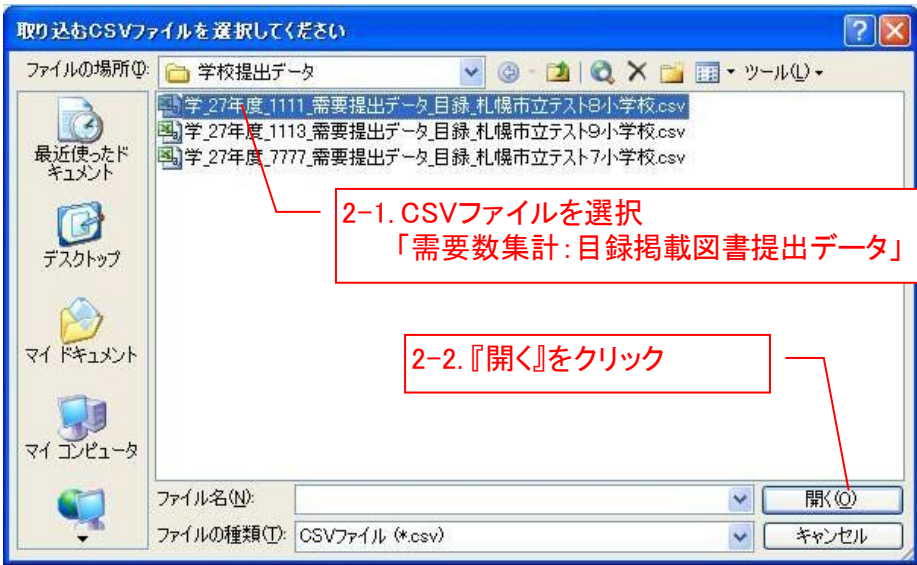 取り込むCSVファイルを選択してください
ファイルの場所(I):
学校提出データ
ツール(L)
学_27年度_1111_需要提出データ_目録_札幌市立テスト8小学校.csv
学_27年度_1113_需要提出データ_目録_札幌市立テスト9小学校.csv
学_27年度_7777_需要提出データ_目録_札幌市立テスト7小学校.csv
最近使ったド
キュメント
デスクトップ
マイ ドキュメント
マイ コンピュータ
2-1.CSVファイルを選択
「需要数集計:目録掲載図書提出データ」
2-2.『開く』をクリック
ファイル名(N):
開く(O)
ファイルの種類(T):
CSVファイル (*.csv)
キャンセル